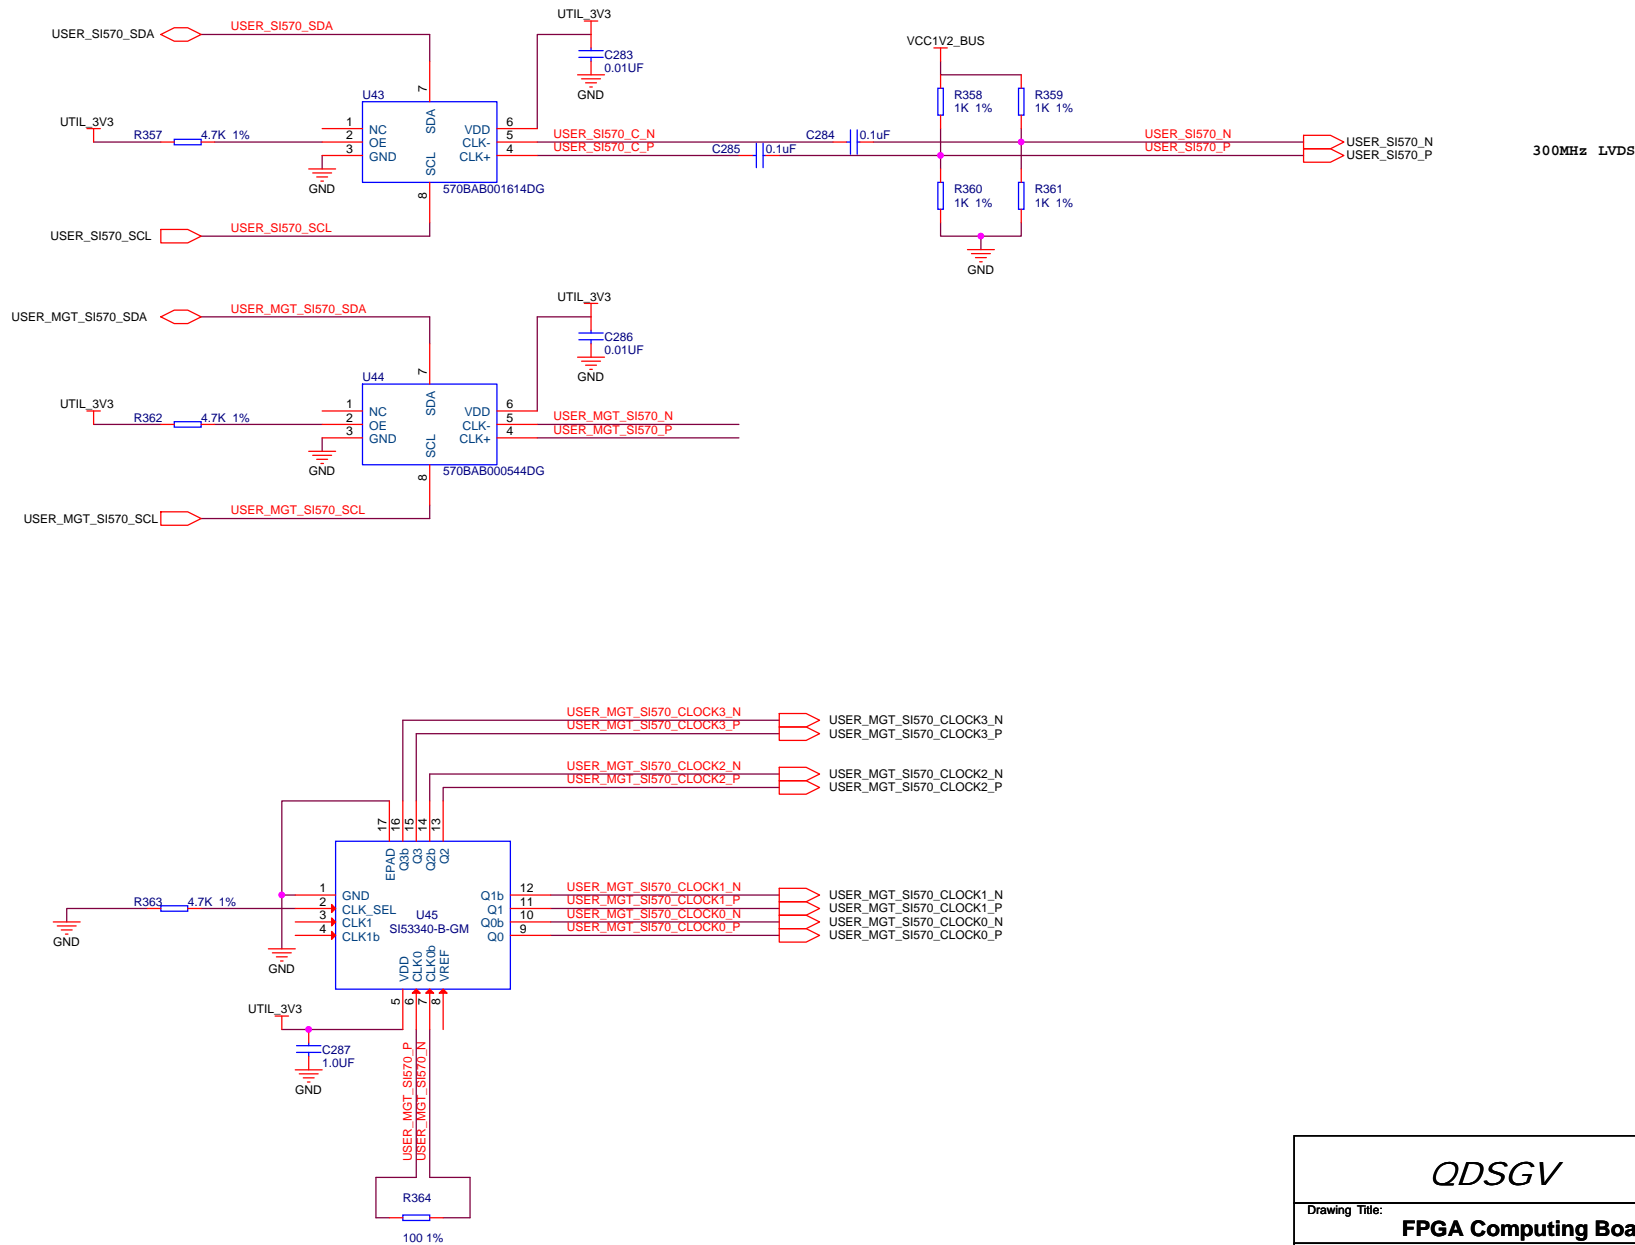 USER_SI570_SDA
USER_SI570_SDA
UTIL_3V3
C283
0.01UF
GND
VCC1V2_BUS
U43
7
SDA
UTIL_3V3
R357
4.7K 1%
1
2
3
NC
OE
GND
VDD
CLK-
CLK+
6
5
4
SCL
8
570BAB001614DG
GND
USER_SI570_C_N
USER_SI570_C_P
C284
0.1uF
C285
0.1uF
R358
1K 1%
R359
1K 1%
USER_SI570_N
USER_SI570_P
USER_SI570_N
USER_SI570_P
300MHz LVDS
R360
1K 1%
R361
1K 1%
GND
USER_SI570_SCL
USER_SI570_SCL
USER_MGT_SI570_SDA
USER_MGT_SI570_SDA
UTIL_3V3
C286
0.01UF
GND
U44
7
SDA
UTIL_3V3
R362
4.7K 1%
1
2
3
NC
OE
GND
VDD
CLK-
CLK+
6
5
4
SCL
8
570BAB000544DG
GND
USER_MGT_SI570_N
USER_MGT_SI570_P
USER_MGT_SI570_SCL
USER_MGT_SI570_SCL
USER_MGT_SI570_CLOCK3_N
USER_MGT_SI570_CLOCK3_P
USER_MGT_SI570_CLOCK3_N
USER_MGT_SI570_CLOCK3_P
USER_MGT_SI570_CLOCK2_N
USER_MGT_SI570_CLOCK2_P
USER_MGT_SI570_CLOCK2_N
USER_MGT_SI570_CLOCK2_P
17
16
15
14
13
EPAD
Q3b
Q3
Q2b
Q2
R363
4.7K 1%
GND
GND
1
2
3
4
GND
CLK_SEL
CLK1
CLK1b
U45
SI53340-B-GM
Q1b
Q1
Q0b
Q0
12
11
10
9
USER_MGT_SI570_CLOCK1_N
USER_MGT_SI570_CLOCK1_P
USER_MGT_SI570_CLOCK0_N
USER_MGT_SI570_CLOCK0_P
USER_MGT_SI570_CLOCK1_N
USER_MGT_SI570_CLOCK1_P
USER_MGT_SI570_CLOCK0_N
USER_MGT_SI570_CLOCK0_P
VDD
CLK0
CLK0b
VREF
5
6
7
8
UTIL_3V3
C287
1.0UF
GND
USER_MGT_SI570_P
USER_MGT_SI570_N
R364
100 1%
QDSGV
Drawing Title:
FPGA Computing Boa